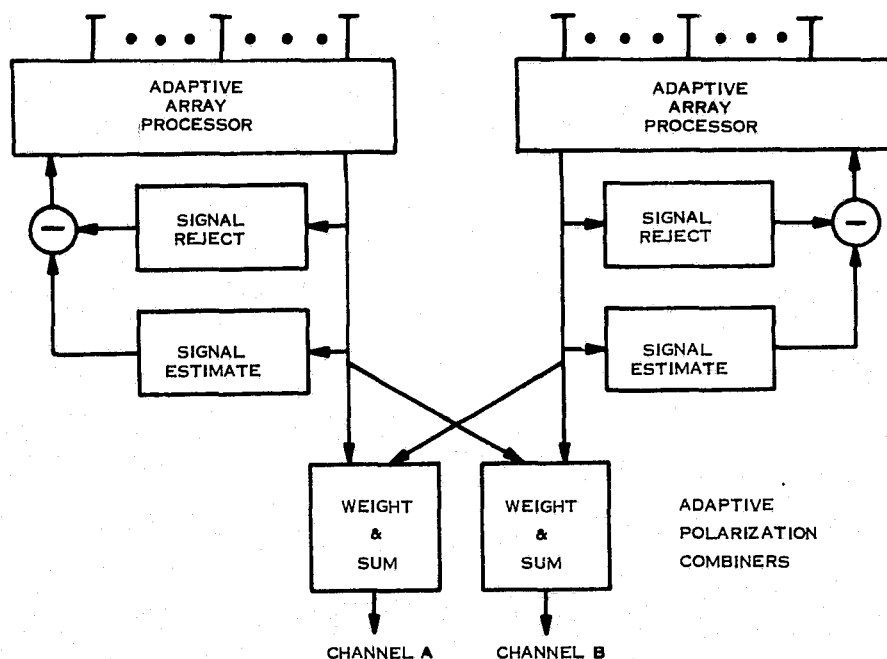 ADAPTIVE
ARRAY
PROCESSOR
ADAPTIVE
ARRAY
PROCESSOR
−
SIGNAL
REJECT
SIGNAL
REJECT
−
SIGNAL
ESTIMATE
SIGNAL
ESTIMATE
WEIGHT
&
SUM
WEIGHT
&
SUM
ADAPTIVE
POLARIZATION
COMBINERS
CHANNEL A
CHANNEL B